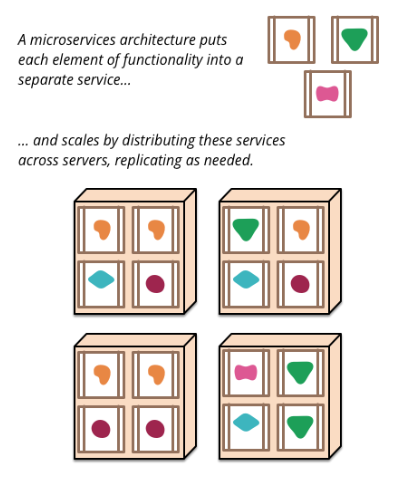 A microservices architecture puts
each element of functionality into a
separate service...
... and scales by distributing these services
across servers, replicating as needed.